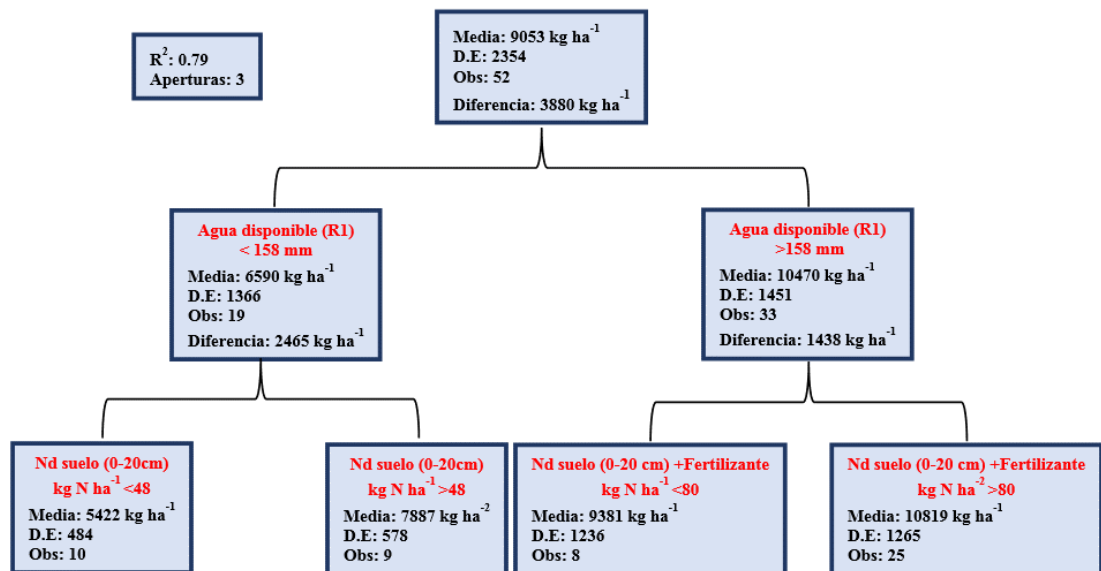 R²: 0.79
Aperturas: 3
Media: 9053 kg ha⁻¹
D.E: 2354
Obs: 52
Diferencia: 3880 kg ha⁻¹
Agua disponible (R1)
< 158 mm
Media: 6590 kg ha⁻¹
D.E: 1366
Obs: 19
Diferencia: 2465 kg ha⁻¹
Agua disponible (R1)
>158 mm
Media: 10470 kg ha⁻¹
D.E: 1451
Obs: 33
Diferencia: 1438 kg ha⁻¹
Nd suelo (0-20cm)
kg N ha⁻¹ <48
Media: 5422 kg ha⁻¹
D.E: 484
Obs: 10
Nd suelo (0-20cm)
kg N ha⁻¹ >48
Media: 7887 kg ha⁻²
D.E: 578
Obs: 9
Nd suelo (0-20 cm) +Fertilizante
kg N ha⁻¹ <80
Media: 9381 kg ha⁻¹
D.E: 1236
Obs: 8
Nd suelo (0-20 cm) +Fertilizante
kg N ha⁻² >80
Media: 10819 kg ha⁻¹
D.E: 1265
Obs: 25